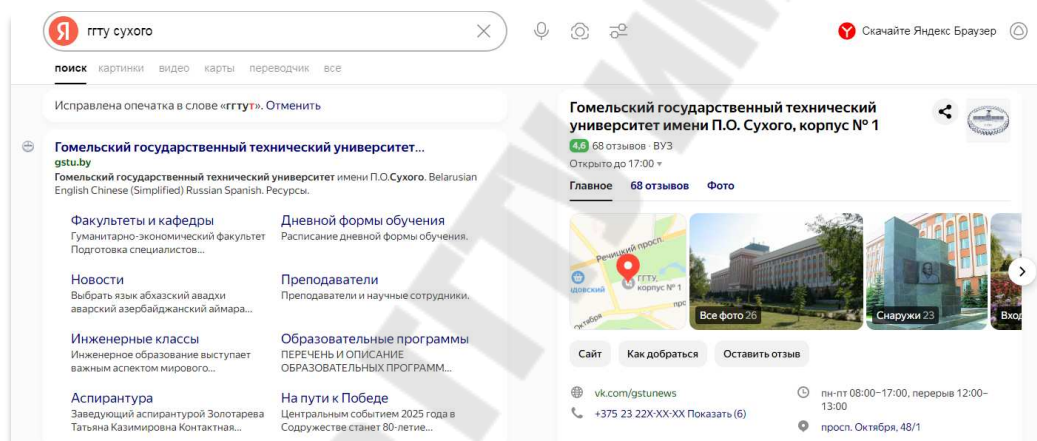 Я ггту сухого
Скачайте Яндекс Браузер
поиск картинки видео карты переводчик все
Исправлена опечатка в слове «ггтут». Отменить
Гомельский государственный технический университет...
gstu.by
Гомельский государственный технический университет имени П.О.Сухого. Belarusian
English Chinese (Simplified) Russian Spanish. Ресурсы.
Факультеты и кафедры
Гуманитарно-экономический факультет
Подготовка специалистов...
Дневной формы обучения
Расписание дневной формы обучения.
Новости
Выбрать язык абхазский авадхи
аварский азербайджанский аймара...
Преподаватели
Преподаватели и научные сотрудники.
Инженерные классы
Инженерное образование выступает
важным аспектом мирового...
Образовательные программы
ПЕРЕЧЕНЬ И ОПИСАНИЕ
ОБРАЗОВАТЕЛЬНЫХ ПРОГРАММ...
Аспирантура
Заведующий аспирантурой Золотарева
Татьяна Казимировна Контактная...
На пути к Победе
Центральным событием 2025 года в
Содружестве станет 80-летие...
Гомельский государственный технический
университет имени П.О. Сухого, корпус № 1
4,6 68 отзывов · ВУЗ
Открыто до 17:00
Главное 68 отзывов Фото
Речицкий просп.
ГГТУ,
корпус № 1
довский
Октября
прос
Все фото 26
Снаружи 23
Вход
Сайт Как добраться Оставить отзыв
vk.com/gstunews
+375 23 22X-XX-XX Показать (6)
пн-пт 08:00–17:00, перерыв 12:00–
13:00
просп. Октября, 48/1